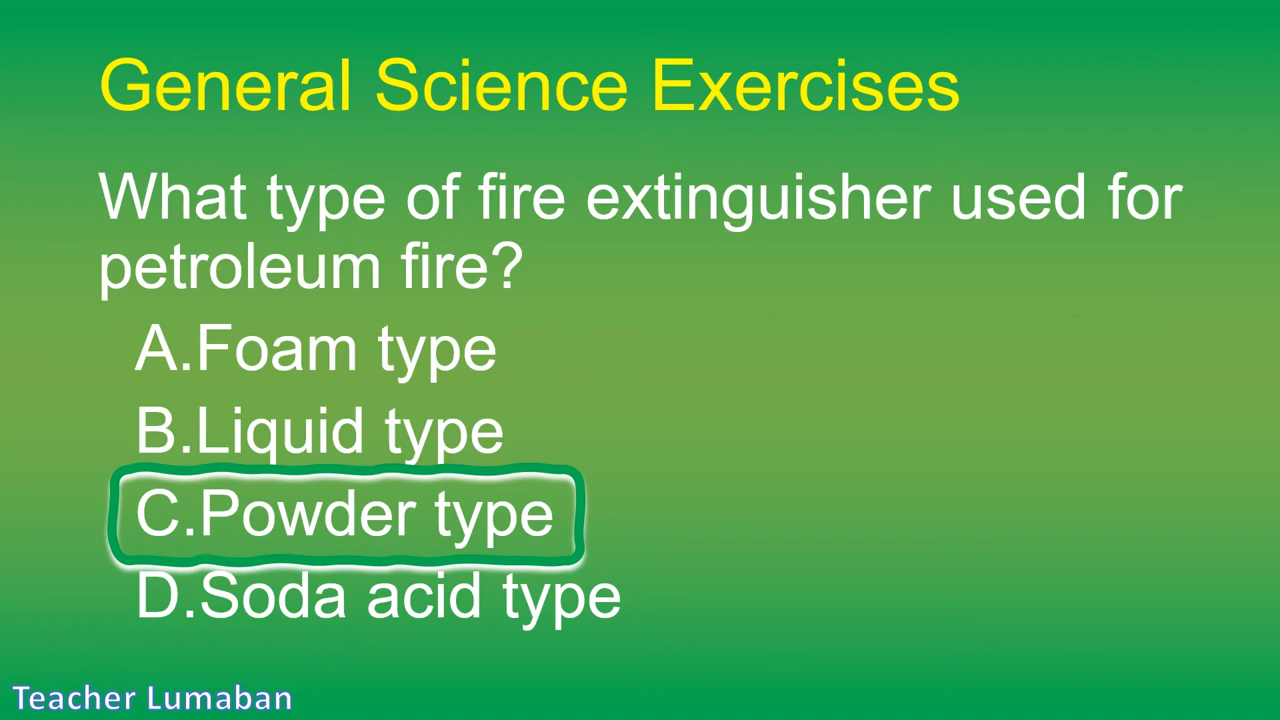 General Science Exercises
What type of fire extinguisher used for
petroleum fire?
A.Foam type
B.Liquid type
C.Powder type
D.Soda acid type
Teacher Lumaban